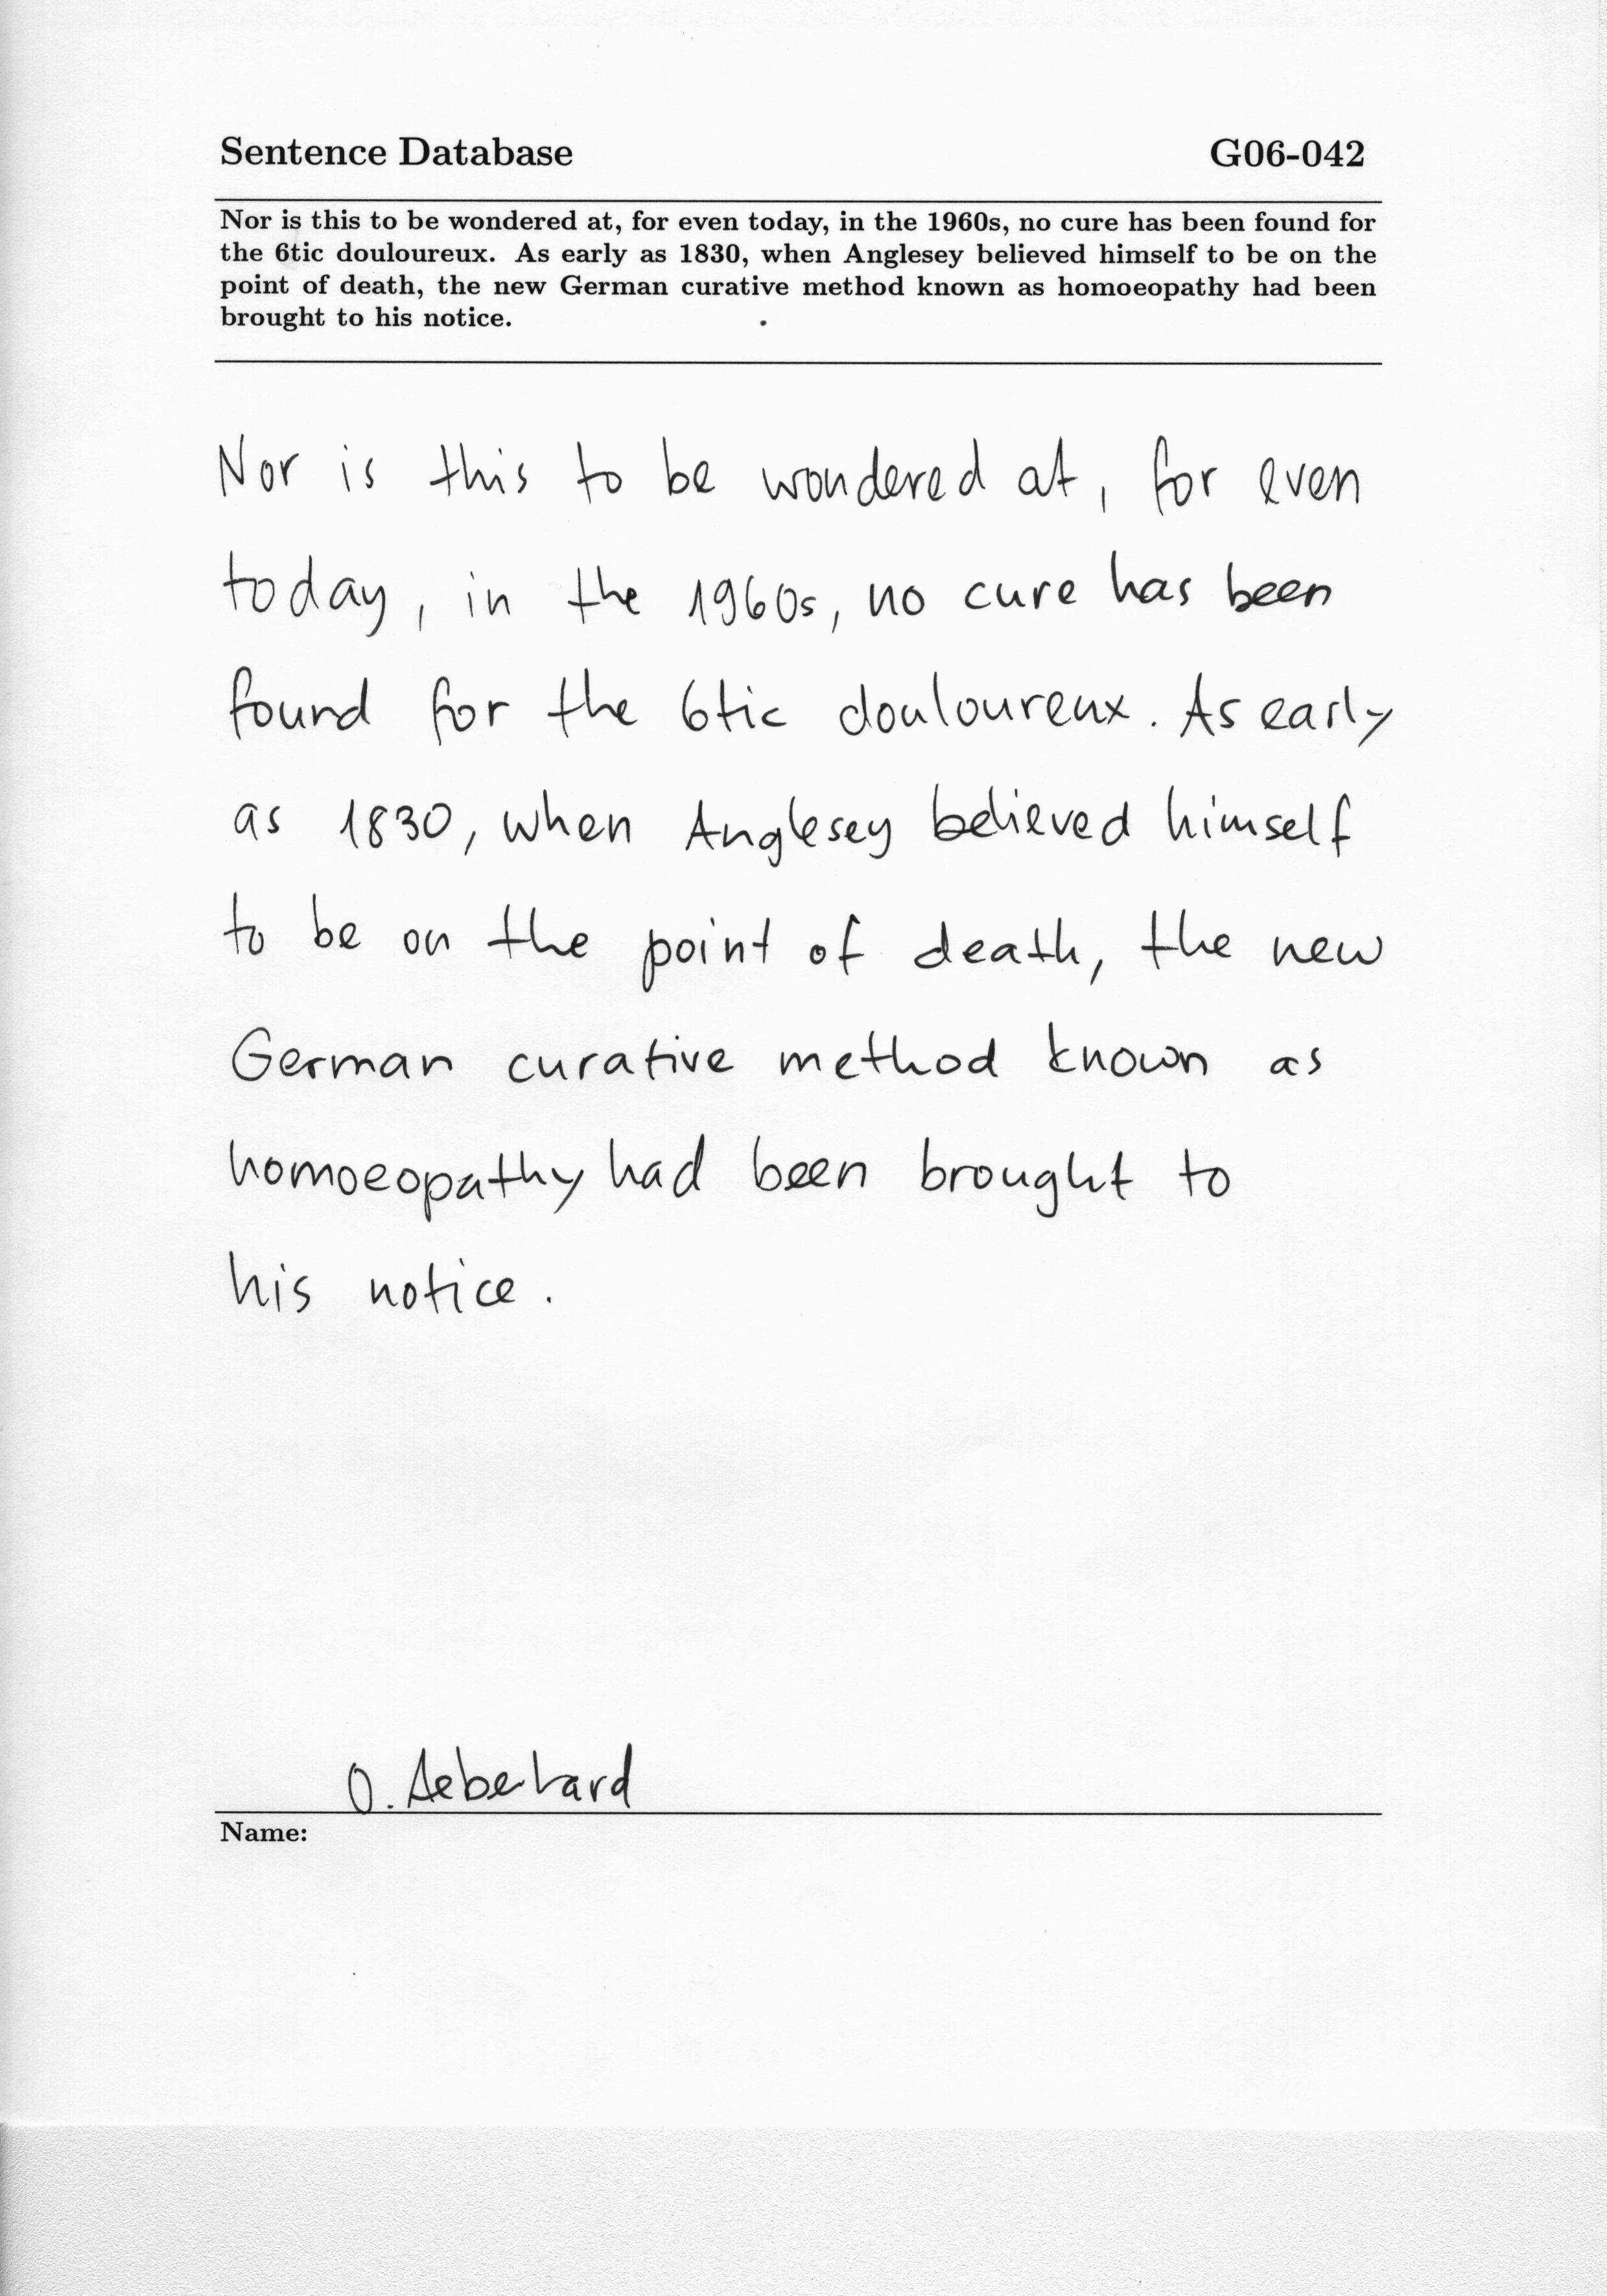 Sentence Database G06-042
Nor is this to be wondered at, for even today, in the 1960s, no cure has been found for
the 6tic douloureux. As early as 1830, when Anglesey believed himself to be on the
point of death, the new German curative method known as homoeopathy had been
brought to his notice.
Nor is this to be wondered at, for even
today, in the 1960s, no cure has been
found for the 6tic douloureux. As early
as 1830, when Anglesey believed himself
to be on the point of death, the new
German curative method known as
homoeopathy had been brought to
his notice.
O. Aeberhard
Name: